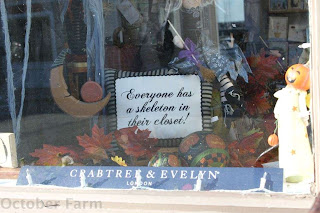 Everyone has
a skeleton in
their closet!
CRABTREE & EVELYN
LONDON
October Farm